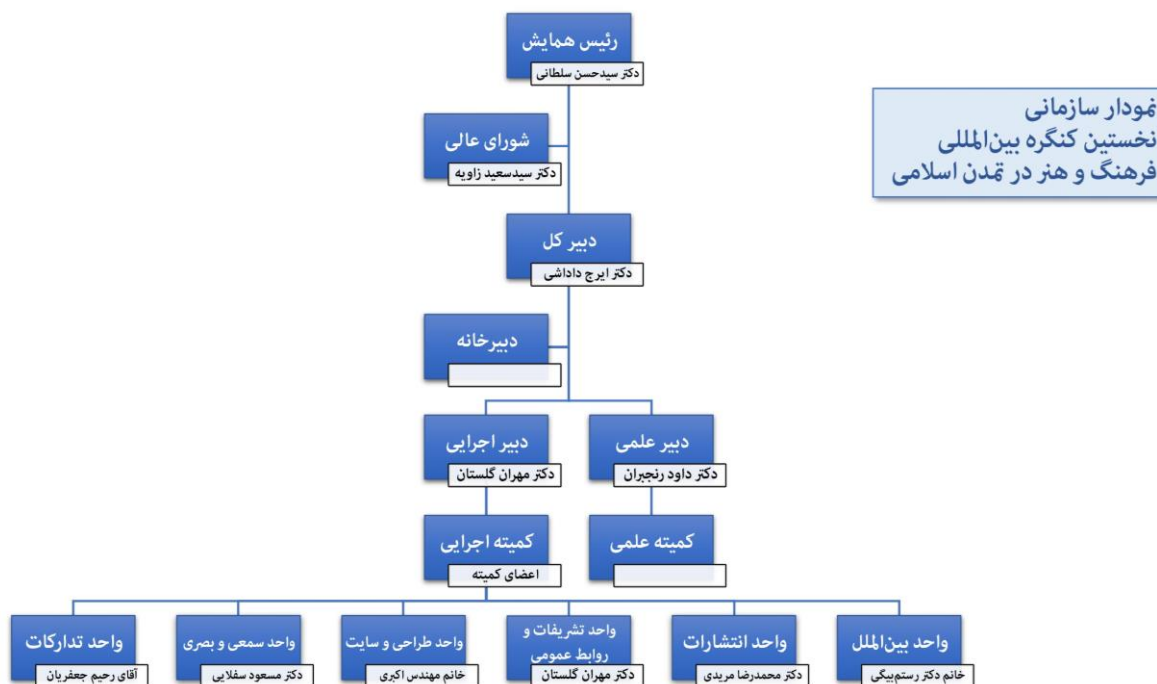 رئیس همایش
دکتر سیدحسن سلطانی
نمودار سازمانی
نخستین کنگره بین‌المللی
فرهنگ و هنر در تمدن اسلامی
شورای عالی
دکتر سیدسعید زاویه
دبیر کل
دکتر ایرج داداشی
دبیرخانه
دبیر علمی
دکتر داود رنجبران
دبیر اجرایی
دکتر مهران گلستان
کمیته علمی
کمیته اجرایی
اعضای کمیته
واحد بین‌الملل
خانم دکتر رستم‌بیگی
واحد انتشارات
دکتر محمدرضا مریدی
واحد تشریفات و
روابط عمومی
دکتر مهران گلستان
واحد طراحی و سایت
خانم مهندس اکبری
واحد سمعی و بصری
دکتر مسعود سفلایی
واحد تدارکات
آقای رحیم جعفریان